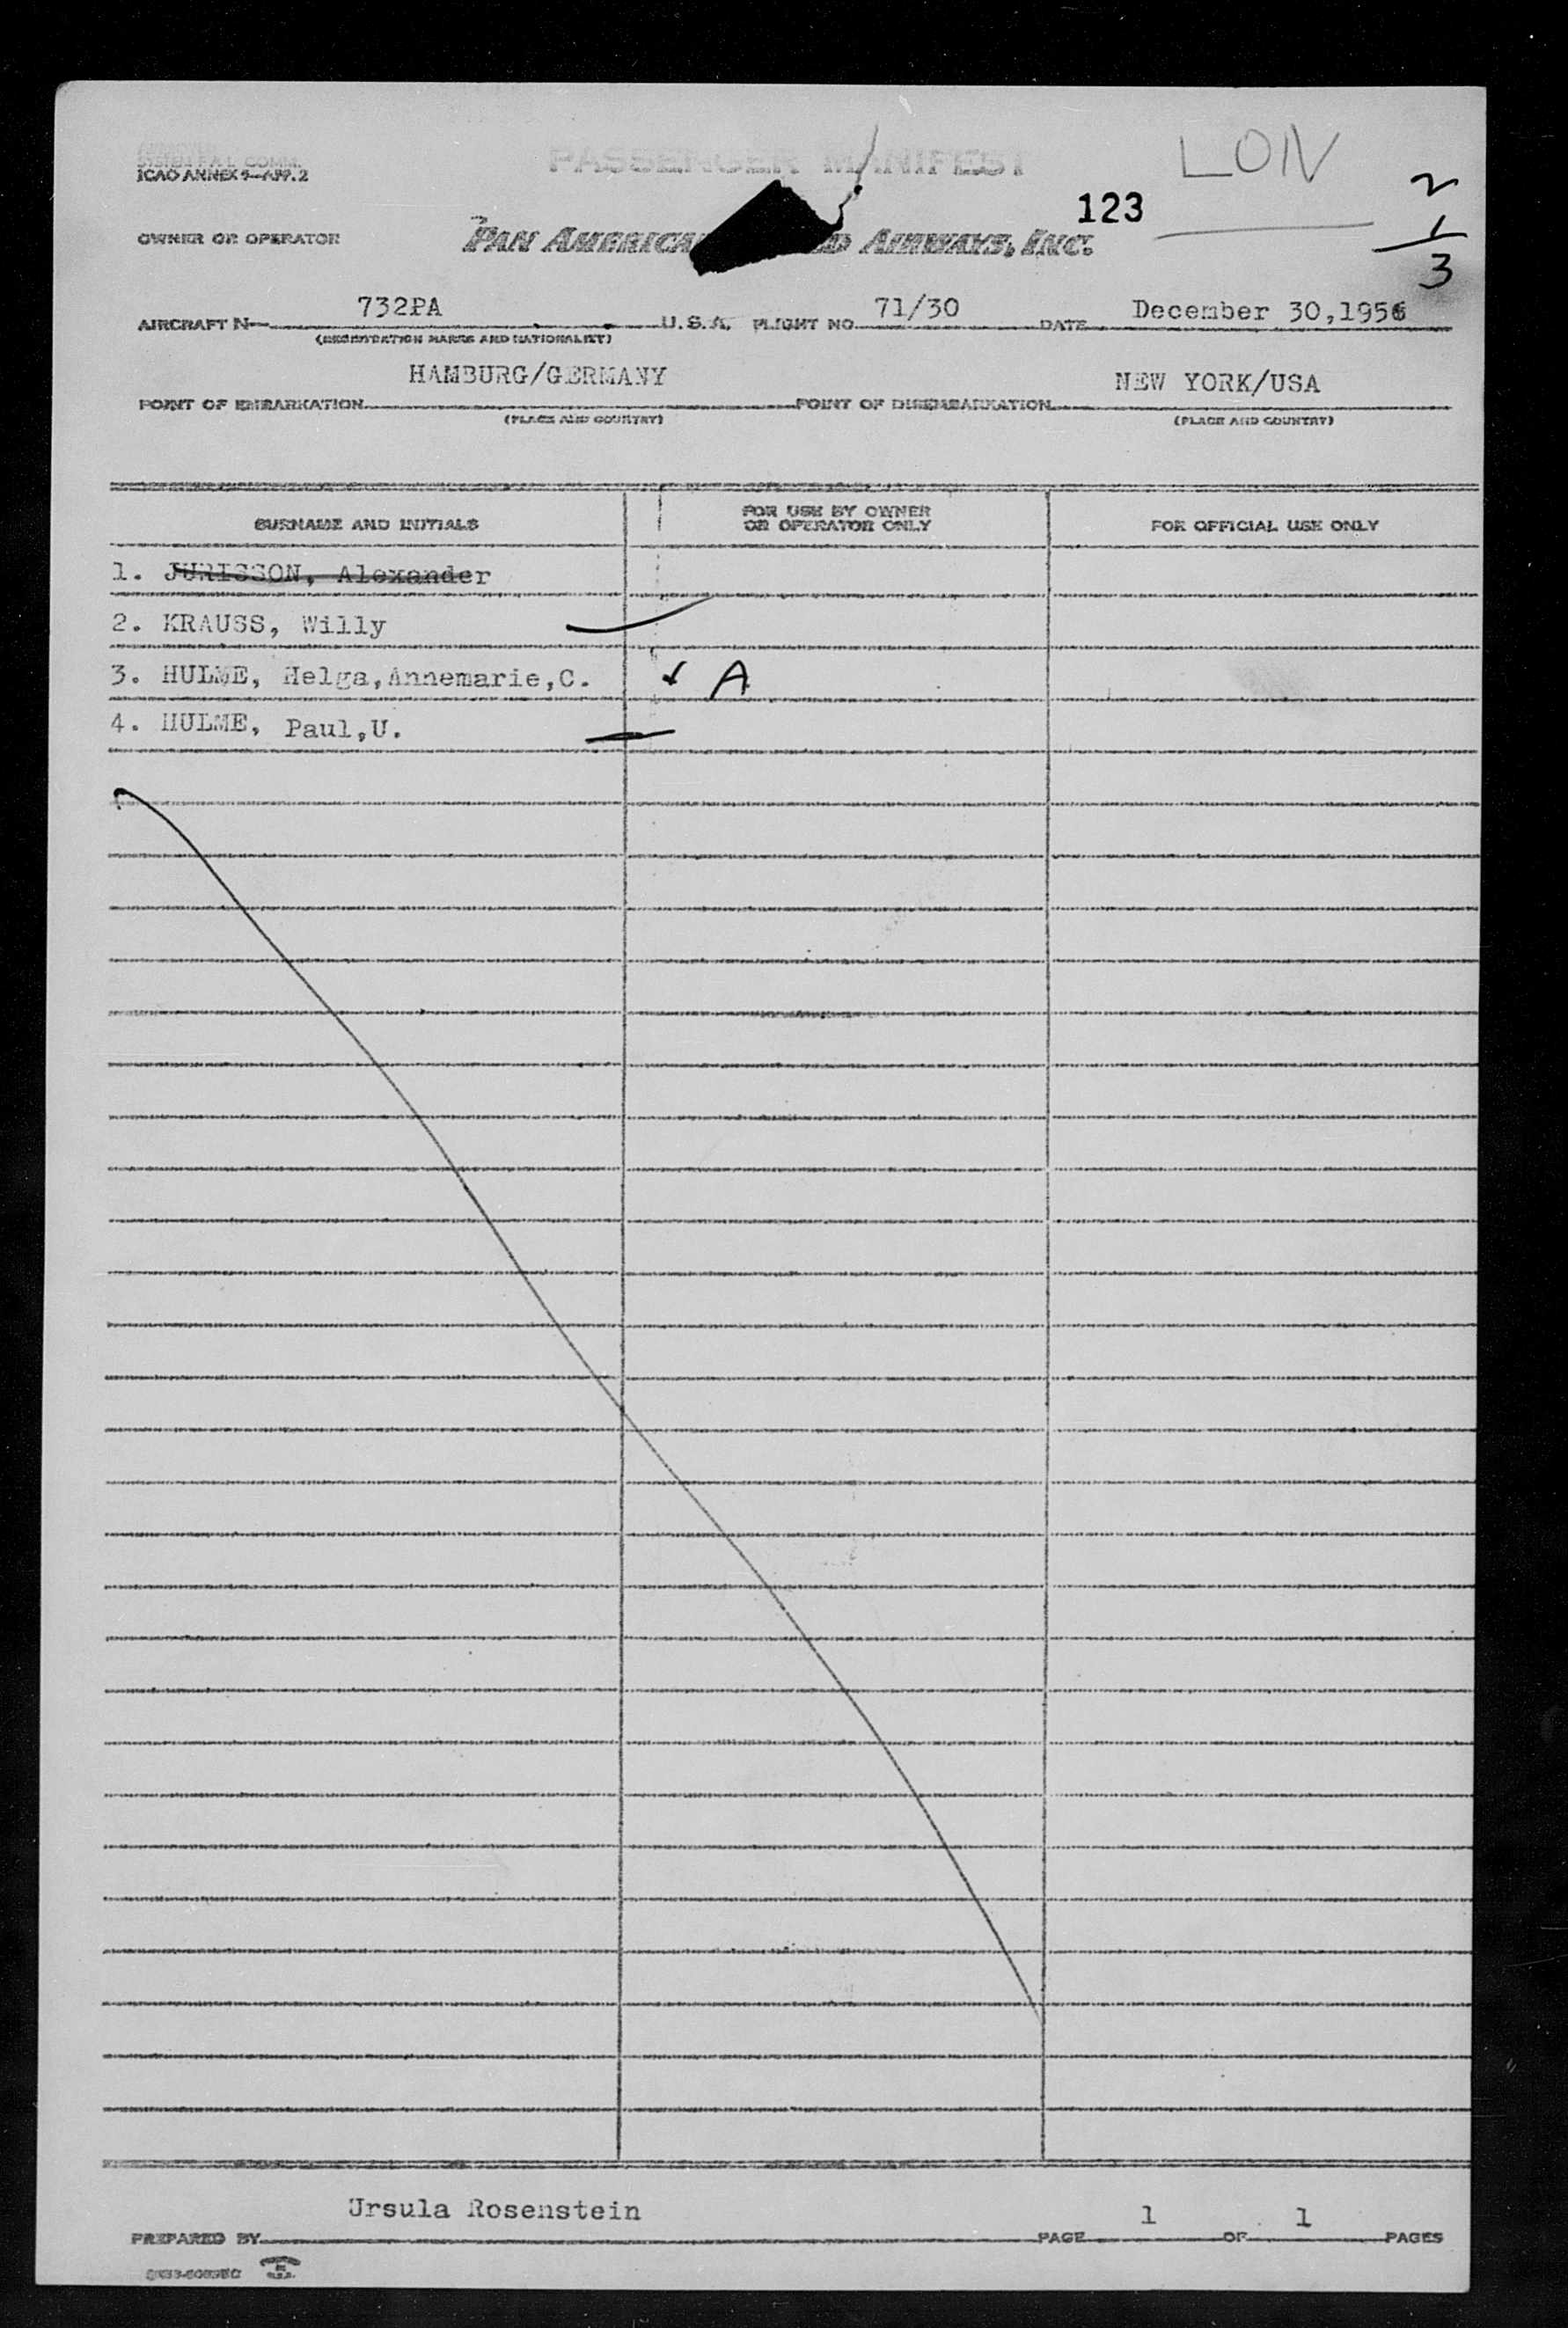 PASSENGER MANIFEST
LOIV
SYSTEM FAL COMM.
ICAO ANNEX 9—APP. 2
123
2
1
3
OWNER OR OPERATOR PAN AMERICAN D AIRWAYS, INC.
AIRCRAFT N— 732PA U. S. A. FLIGHT NO 71/30 DATE December 30,1956
(REGISTRATION MARKS AND NATIONALITY)
POINT OF EMBARKATION HAMBURG/GERMANY POINT OF DISEMBARKATION NEW YORK/USA
(PLACE AND COUNTRY) (PLACE AND COUNTRY)
SURNAME AND INITIALS FOR USE BY OWNER OR OPERATOR ONLY FOR OFFICIAL USE ONLY
1. JURISSON, Alexander
2. KRAUSS, Willy
3. HULME, Helga,Annemarie,C. ✓ A
4. HULME, Paul,U.
PREPARED BY Ursula Rosenstein PAGE 1 OF 1 PAGES